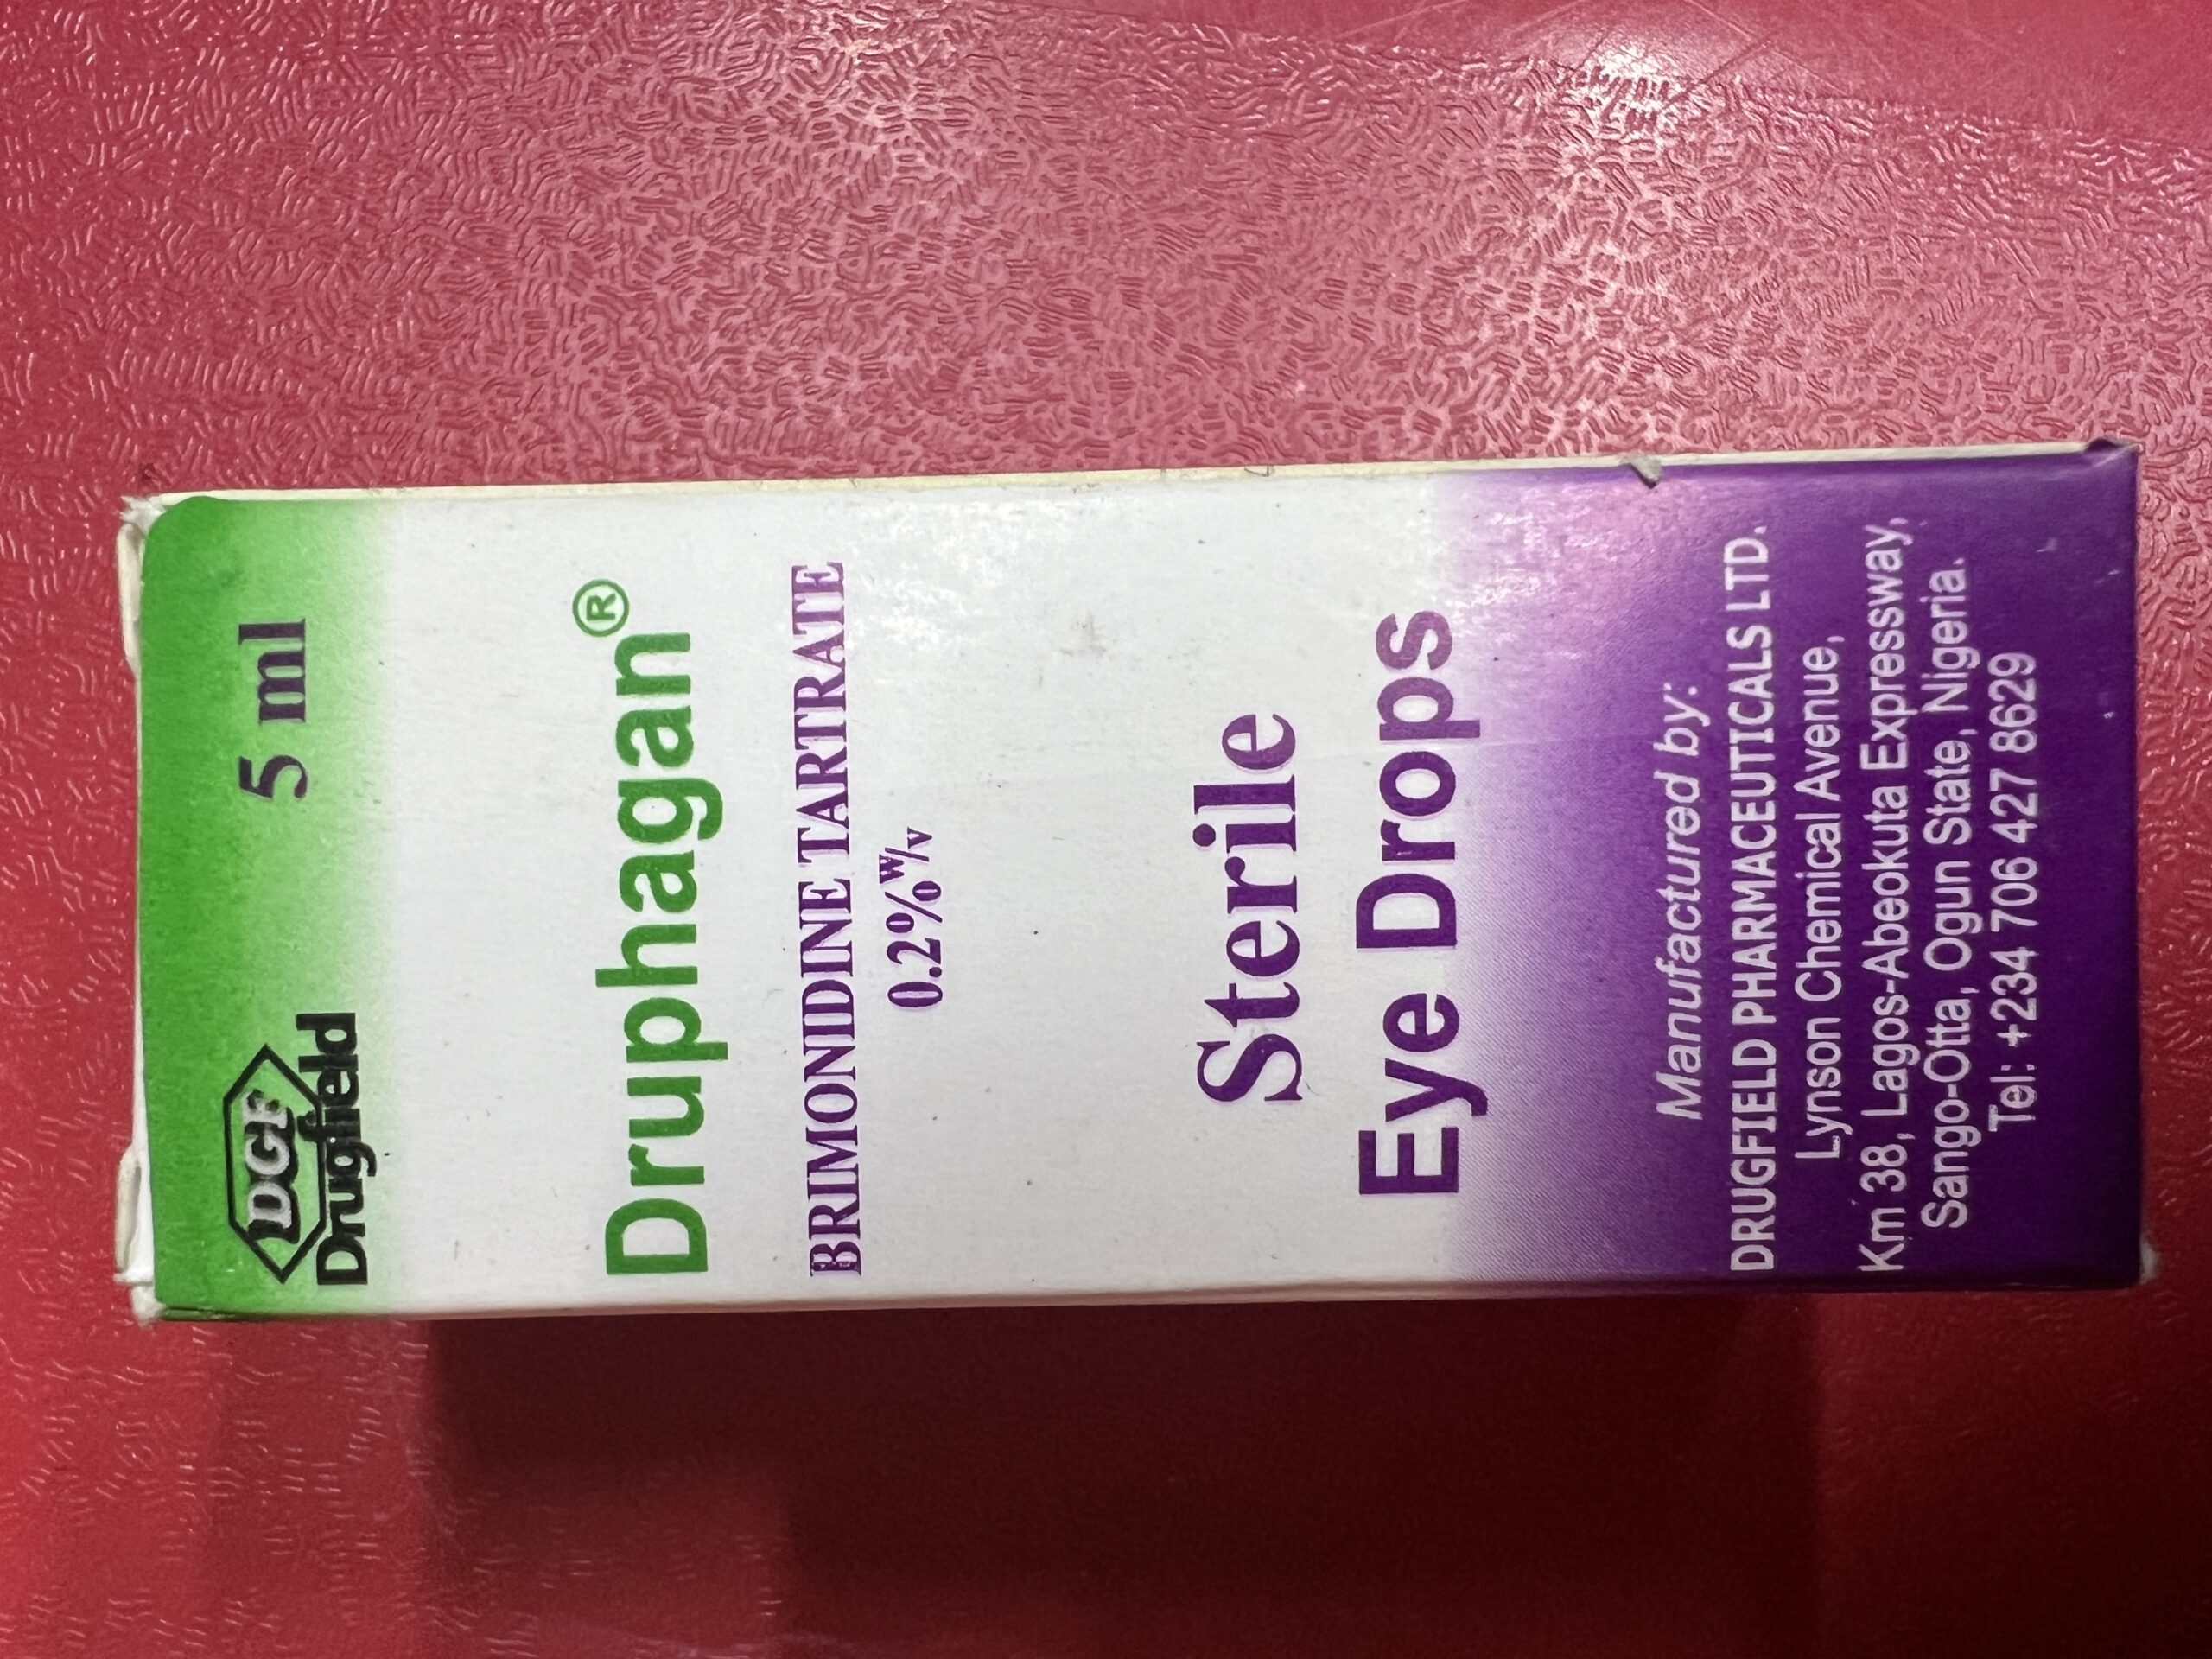 DGF
Drugfield
5 ml
Druphagan®
BRIMONIDINE TARTRATE
0.2%w/v
Sterile
Eye Drops
Manufactured by:
DRUGFIELD PHARMACEUTICALS LTD.
Lynson Chemical Avenue,
Km 38, Lagos-Abeokuta Expressway,
Sango-Otta, Ogun State, Nigeria.
Tel: +234 706 427 8629